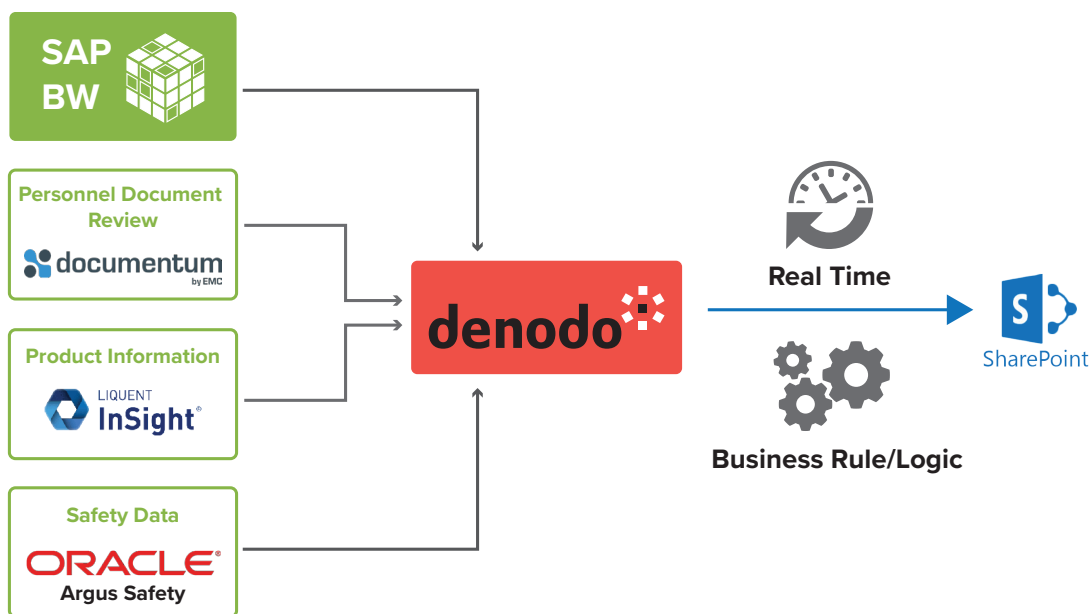 SAP
BW
Personnel Document
Review
documentum
by EMC
Product Information
LIQUENT
InSight®
Safety Data
ORACLE®
Argus Safety
denodo
Real Time
Business Rule/Logic
S
SharePoint